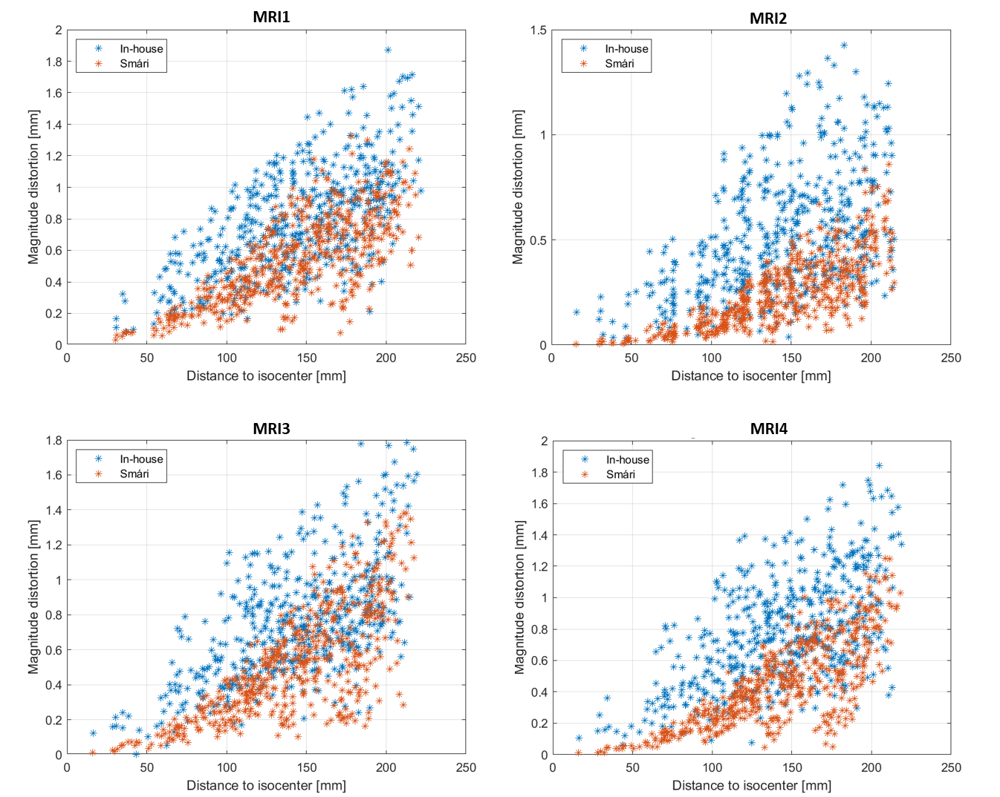 MRI1
2
1.8
1.6
1.4
1.2
1
0.8
0.6
0.4
0.2
0
Magnitude distortion [mm]
In-house
Smári
0 50 100 150 200 250
Distance to isocenter [mm]
MRI2
1.5
1
0.5
0
Magnitude distortion [mm]
In-house
Smári
0 50 100 150 200 250
Distance to isocenter [mm]
MRI3
1.8
1.6
1.4
1.2
1
0.8
0.6
0.4
0.2
0
Magnitude distortion [mm]
In-house
Smári
0 50 100 150 200 250
Distance to isocenter [mm]
MRI4
2
1.8
1.6
1.4
1.2
1
0.8
0.6
0.4
0.2
0
Magnitude distortion [mm]
In-house
Smári
0 50 100 150 200 250
Distance to isocenter [mm]